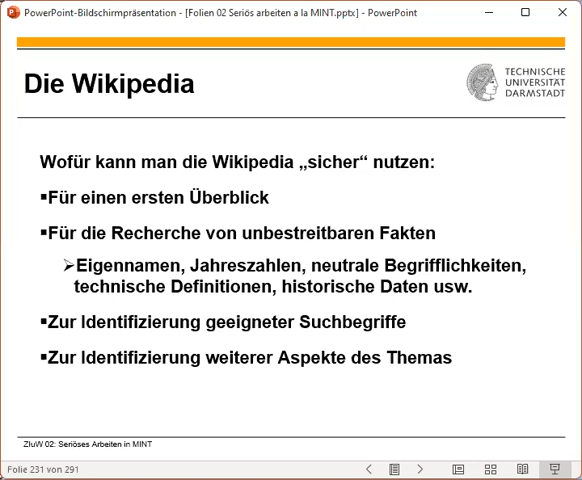 PowerPoint-Bildschirmpräsentation - [Folien 02 Seriös arbeiten a la MINT.pptx] - PowerPoint
Die Wikipedia
TECHNISCHE
UNIVERSITÄT
DARMSTADT
Wofür kann man die Wikipedia „sicher“ nutzen:
▪Für einen ersten Überblick
▪Für die Recherche von unbestreitbaren Fakten
➢Eigennamen, Jahreszahlen, neutrale Begrifflichkeiten,
technische Definitionen, historische Daten usw.
▪Zur Identifizierung geeigneter Suchbegriffe
▪Zur Identifizierung weiterer Aspekte des Themas
ZIuW 02: Seriöses Arbeiten in MINT
Folie 231 von 291